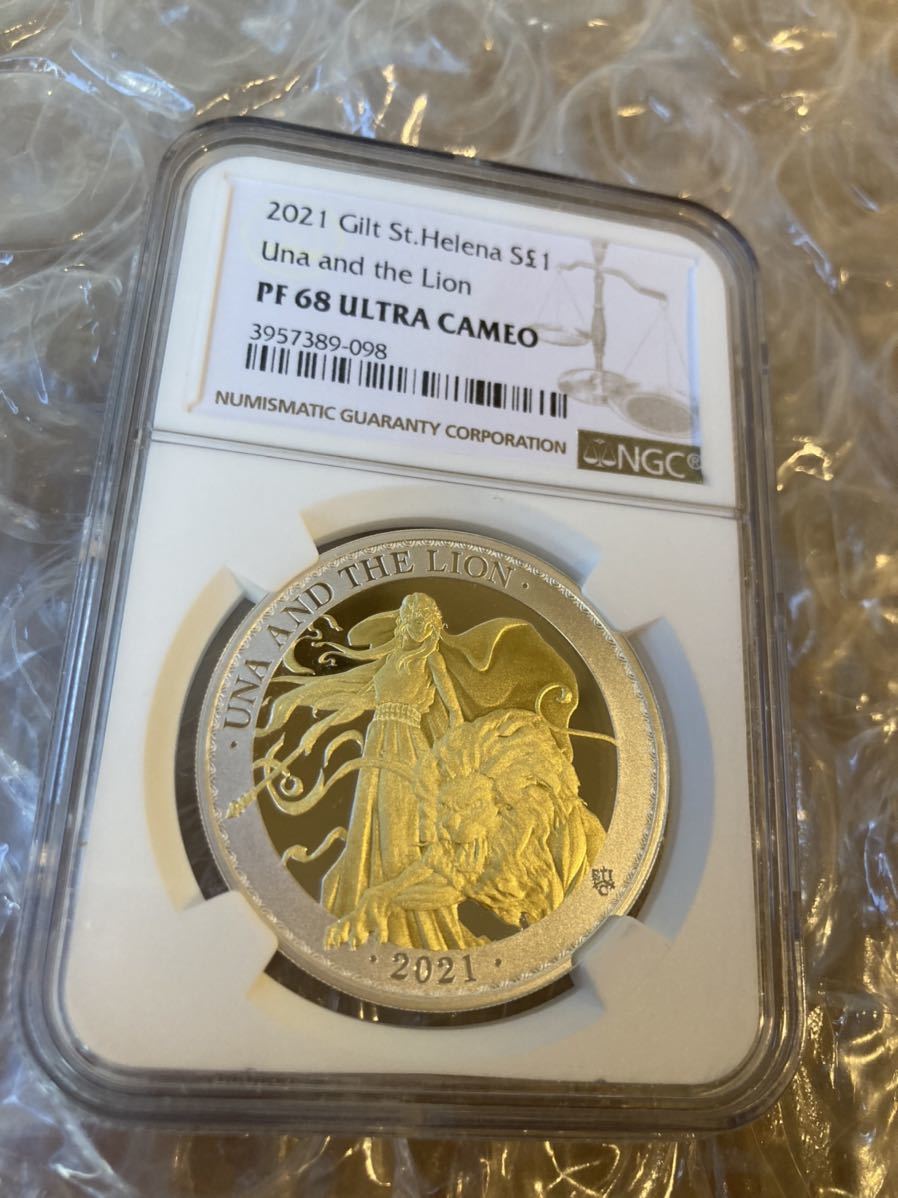 2021 Gilt St.Helena S£1
Una and the Lion
PF 68 ULTRA CAMEO
3957389-098
NUMISMATIC GUARANTY CORPORATION
NGC®
· UNA AND THE LION ·
· 2021 ·